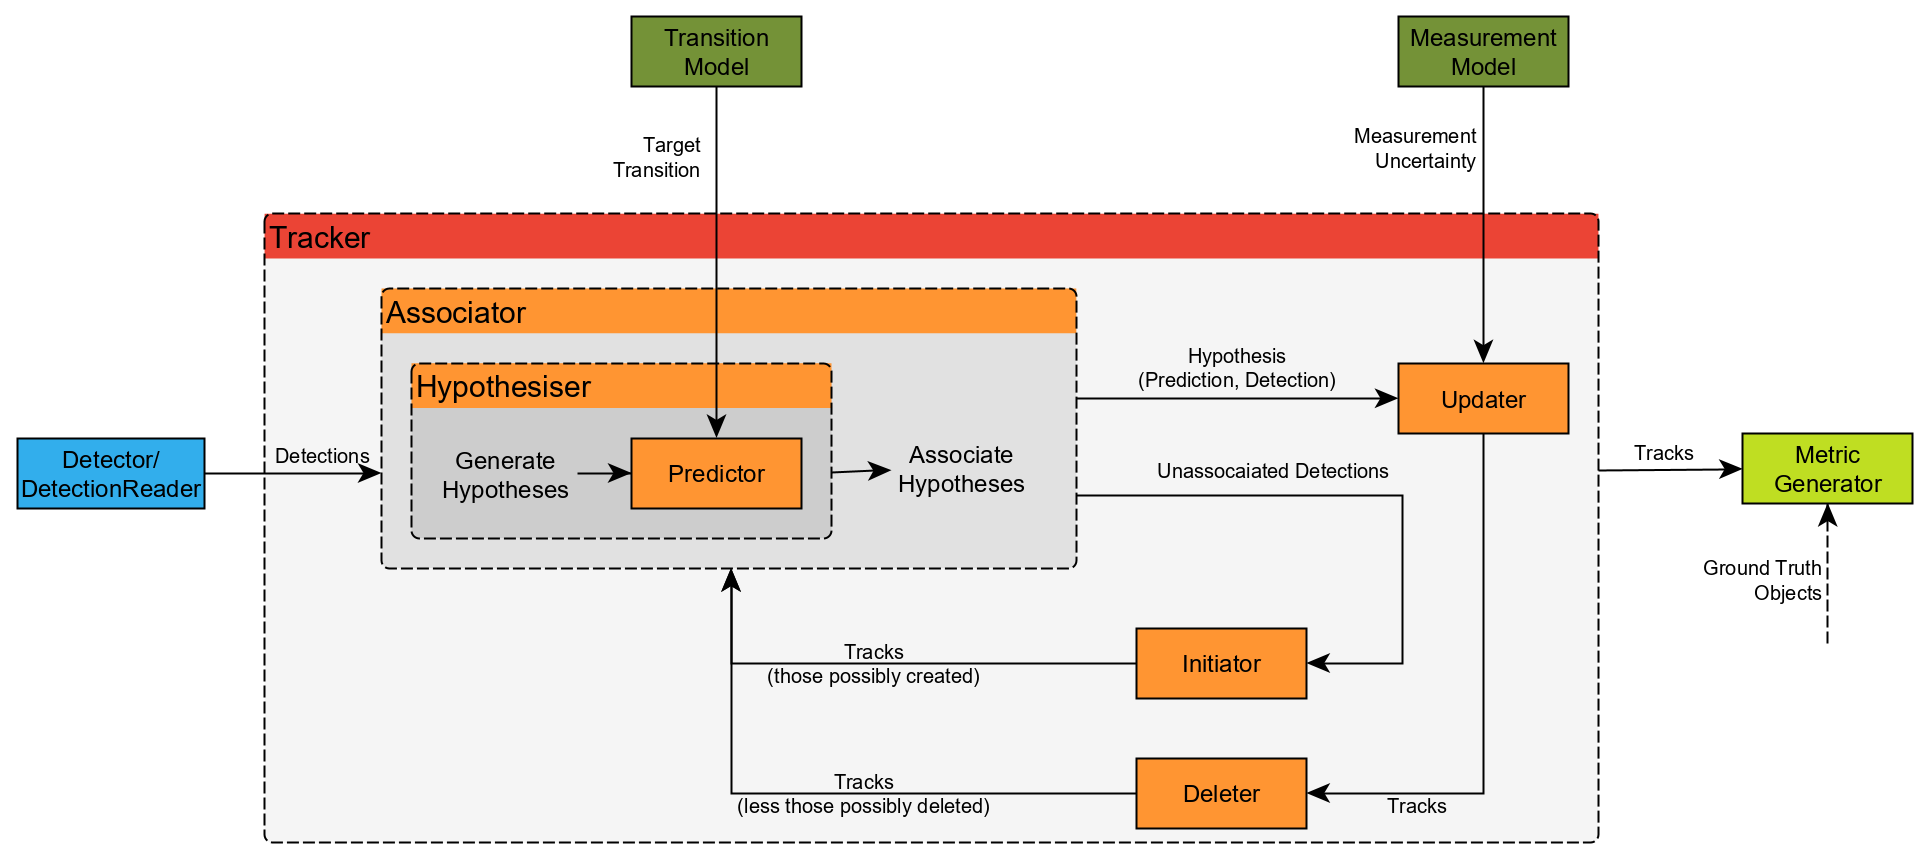 Transition
Model
Measurement
Model
Target
Transition
Measurement
Uncertainty
Tracker
Associator
Hypothesiser
Hypothesis
(Prediction, Detection)
Updater
Detector/
DetectionReader
Detections
Generate
Hypotheses
Predictor
Associate
Hypotheses
Unassocaiated Detections
Tracks
Metric
Generator
Ground Truth
Objects
Tracks
(those possibly created)
Initiator
Tracks
(less those possibly deleted)
Deleter
Tracks